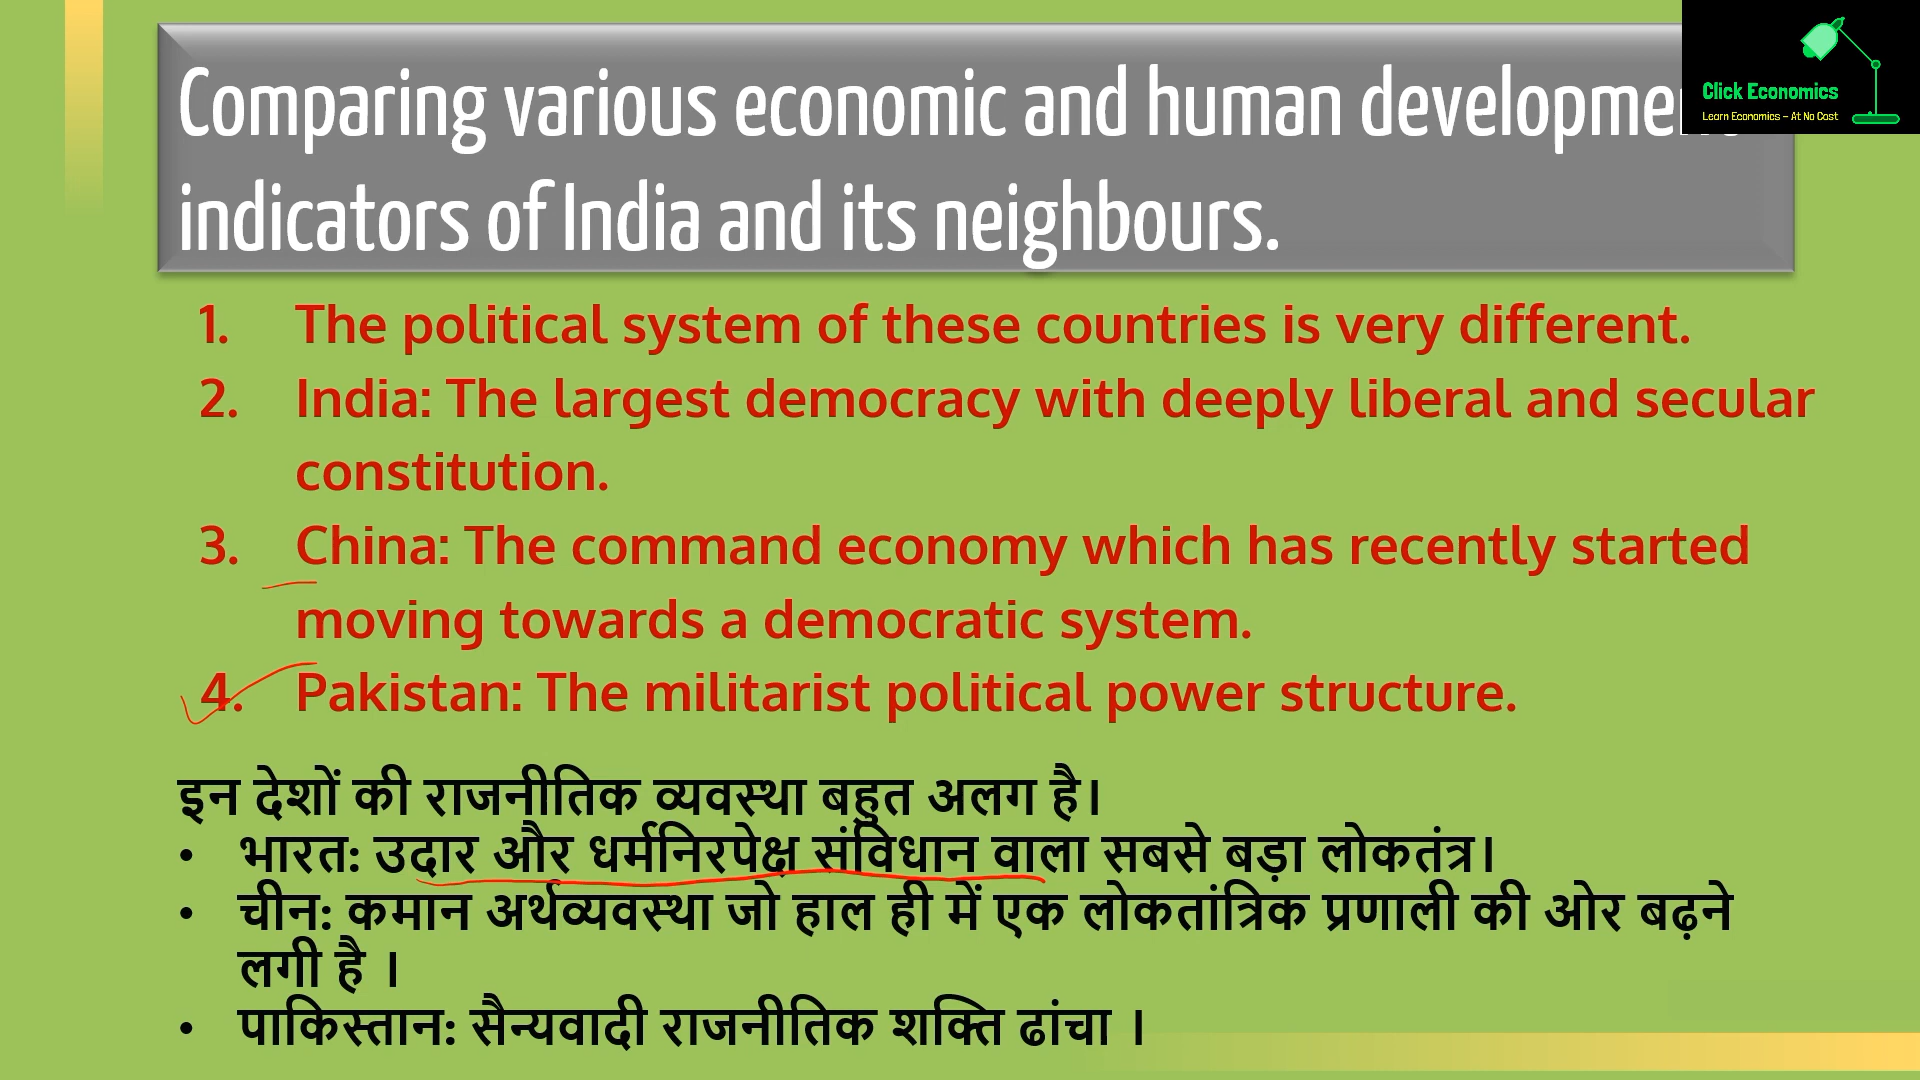 Comparing various economic and human development
indicators of India and its neighbours.
Click Economics
Learn Economics – At No Cost
1. The political system of these countries is very different.
2. India: The largest democracy with deeply liberal and secular
constitution.
3. China: The command economy which has recently started
moving towards a democratic system.
4. Pakistan: The militarist political power structure.
इन देशों की राजनीतिक व्यवस्था बहुत अलग है।
• भारत: उदार और धर्मनिरपेक्ष संविधान वाला सबसे बड़ा लोकतंत्र।
• चीन: कमान अर्थव्यवस्था जो हाल ही में एक लोकतांत्रिक प्रणाली की ओर बढ़ने
लगी है ।
• पाकिस्तान: सैन्यवादी राजनीतिक शक्ति ढांचा ।